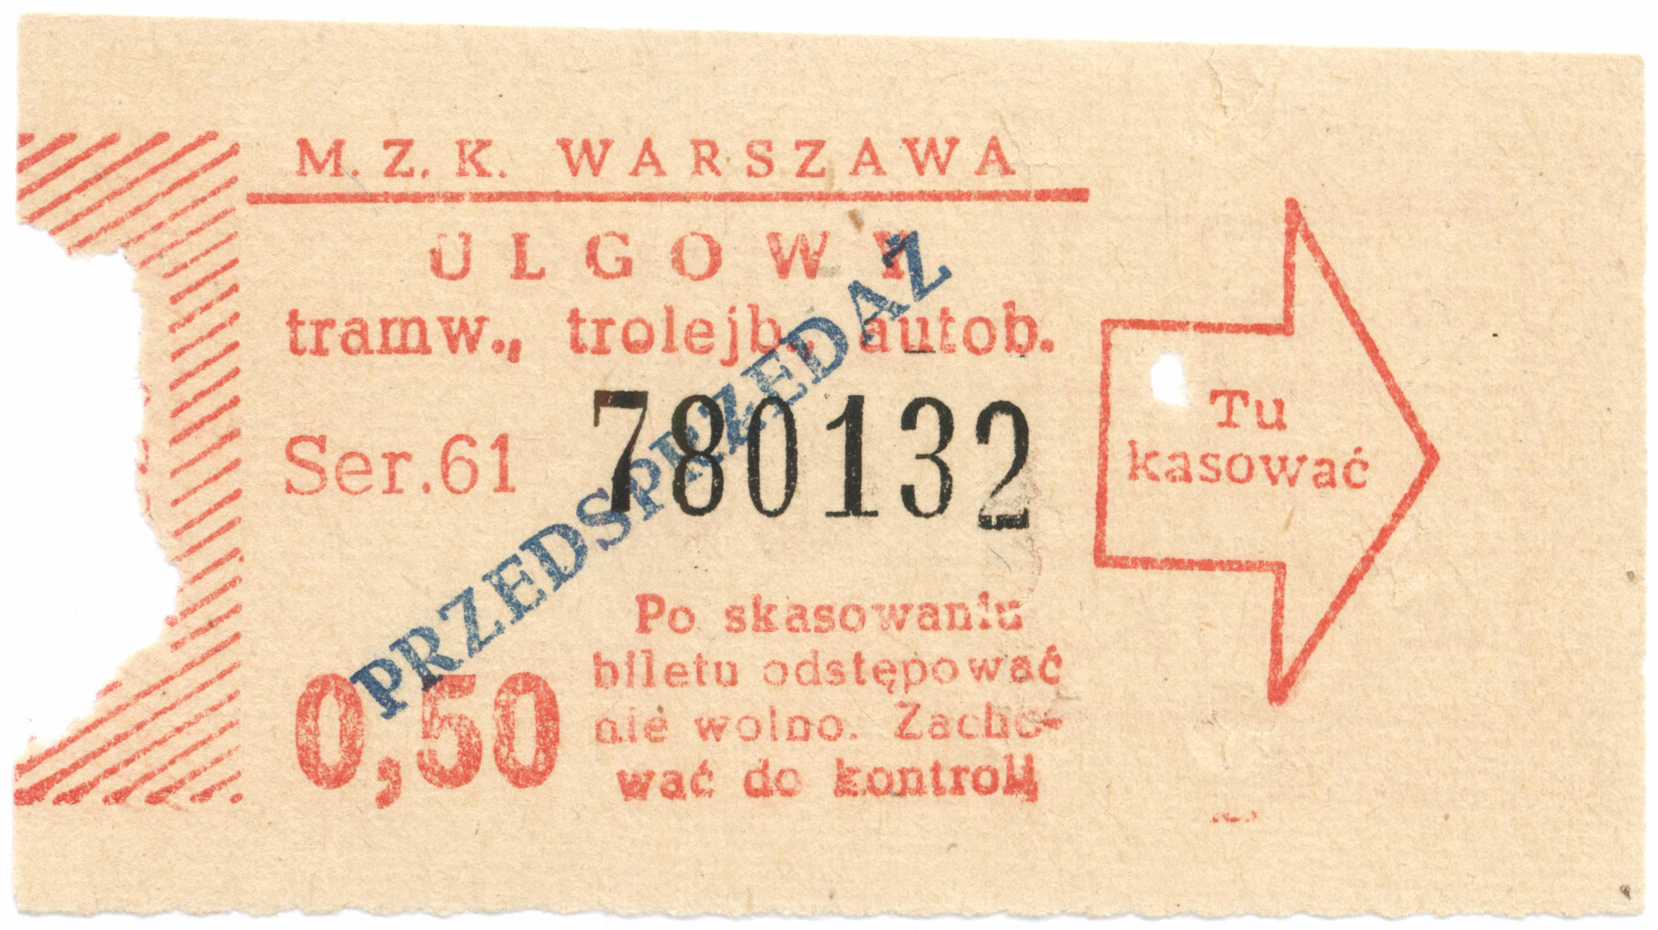 M. Z. K. WARSZAWA
ULGOWY
tramw., trolejb., autob.
Ser.61 780132
PRZEDSPRZEDAŻ
0,50
Po skasowaniu
biletu odstępować
nie wolno. Zacho-
wać do kontroli
Tu
kasować